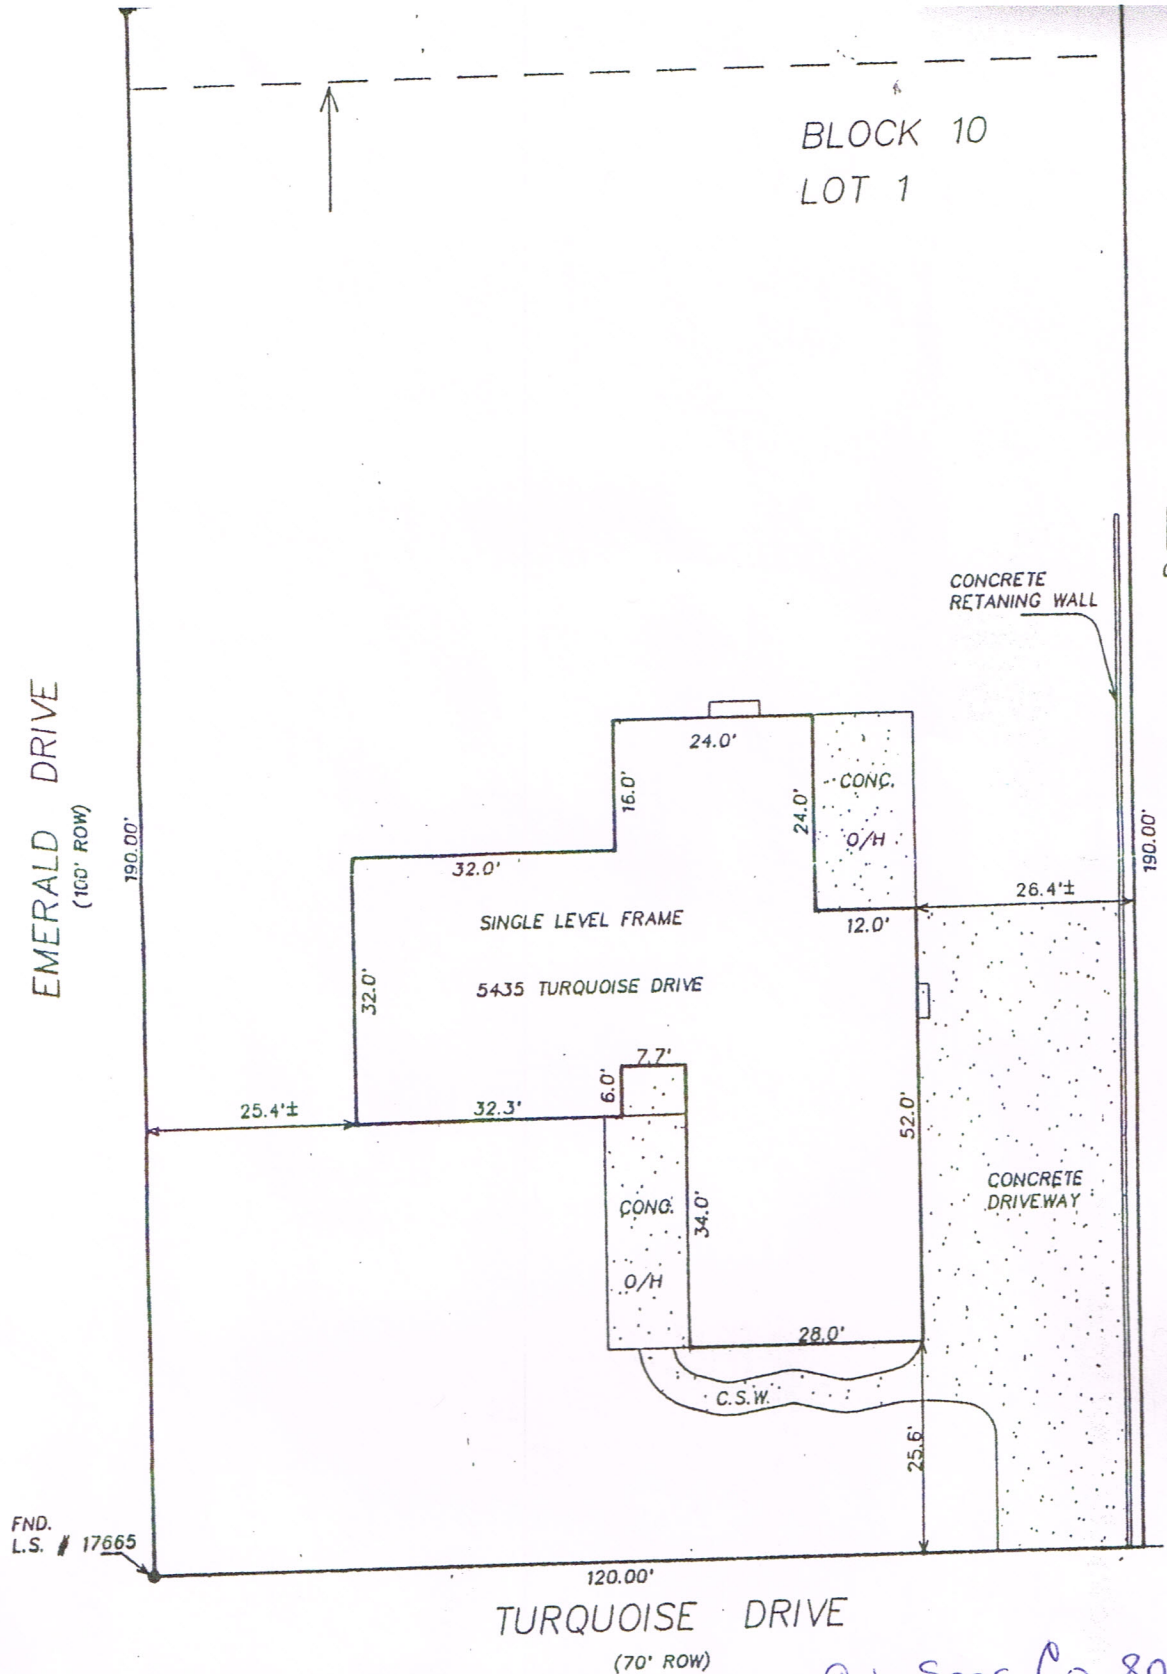 BLOCK 10
LOT 1
CONCRETE
RETANING WALL
EMERALD DRIVE
(100' ROW)
190.00'
190.00'
24.0'
16.0'
24.0'
CONC.
O/H
32.0'
26.4'±
12.0'
SINGLE LEVEL FRAME
5435 TURQUOISE DRIVE
32.0'
7.7'
6.0'
25.4'±
32.3'
52.0'
CONC.
O/H
34.0'
CONCRETE
DRIVEWAY
28.0'
C.S.W.
25.6'
FND.
L.S. # 17665
120.00'
TURQUOISE DRIVE
(70' ROW)